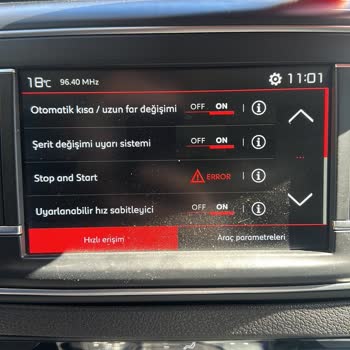 18°C 96.40 MHz 11:01
Otomatik kısa / uzun far değişimi OFF ON i
Şerit değişimi uyarı sistemi OFF ON i
Stop and Start ERROR i
Uyarlanabilir hız sabitleyici OFF ON i
Hızlı erişim Araç parametreleri